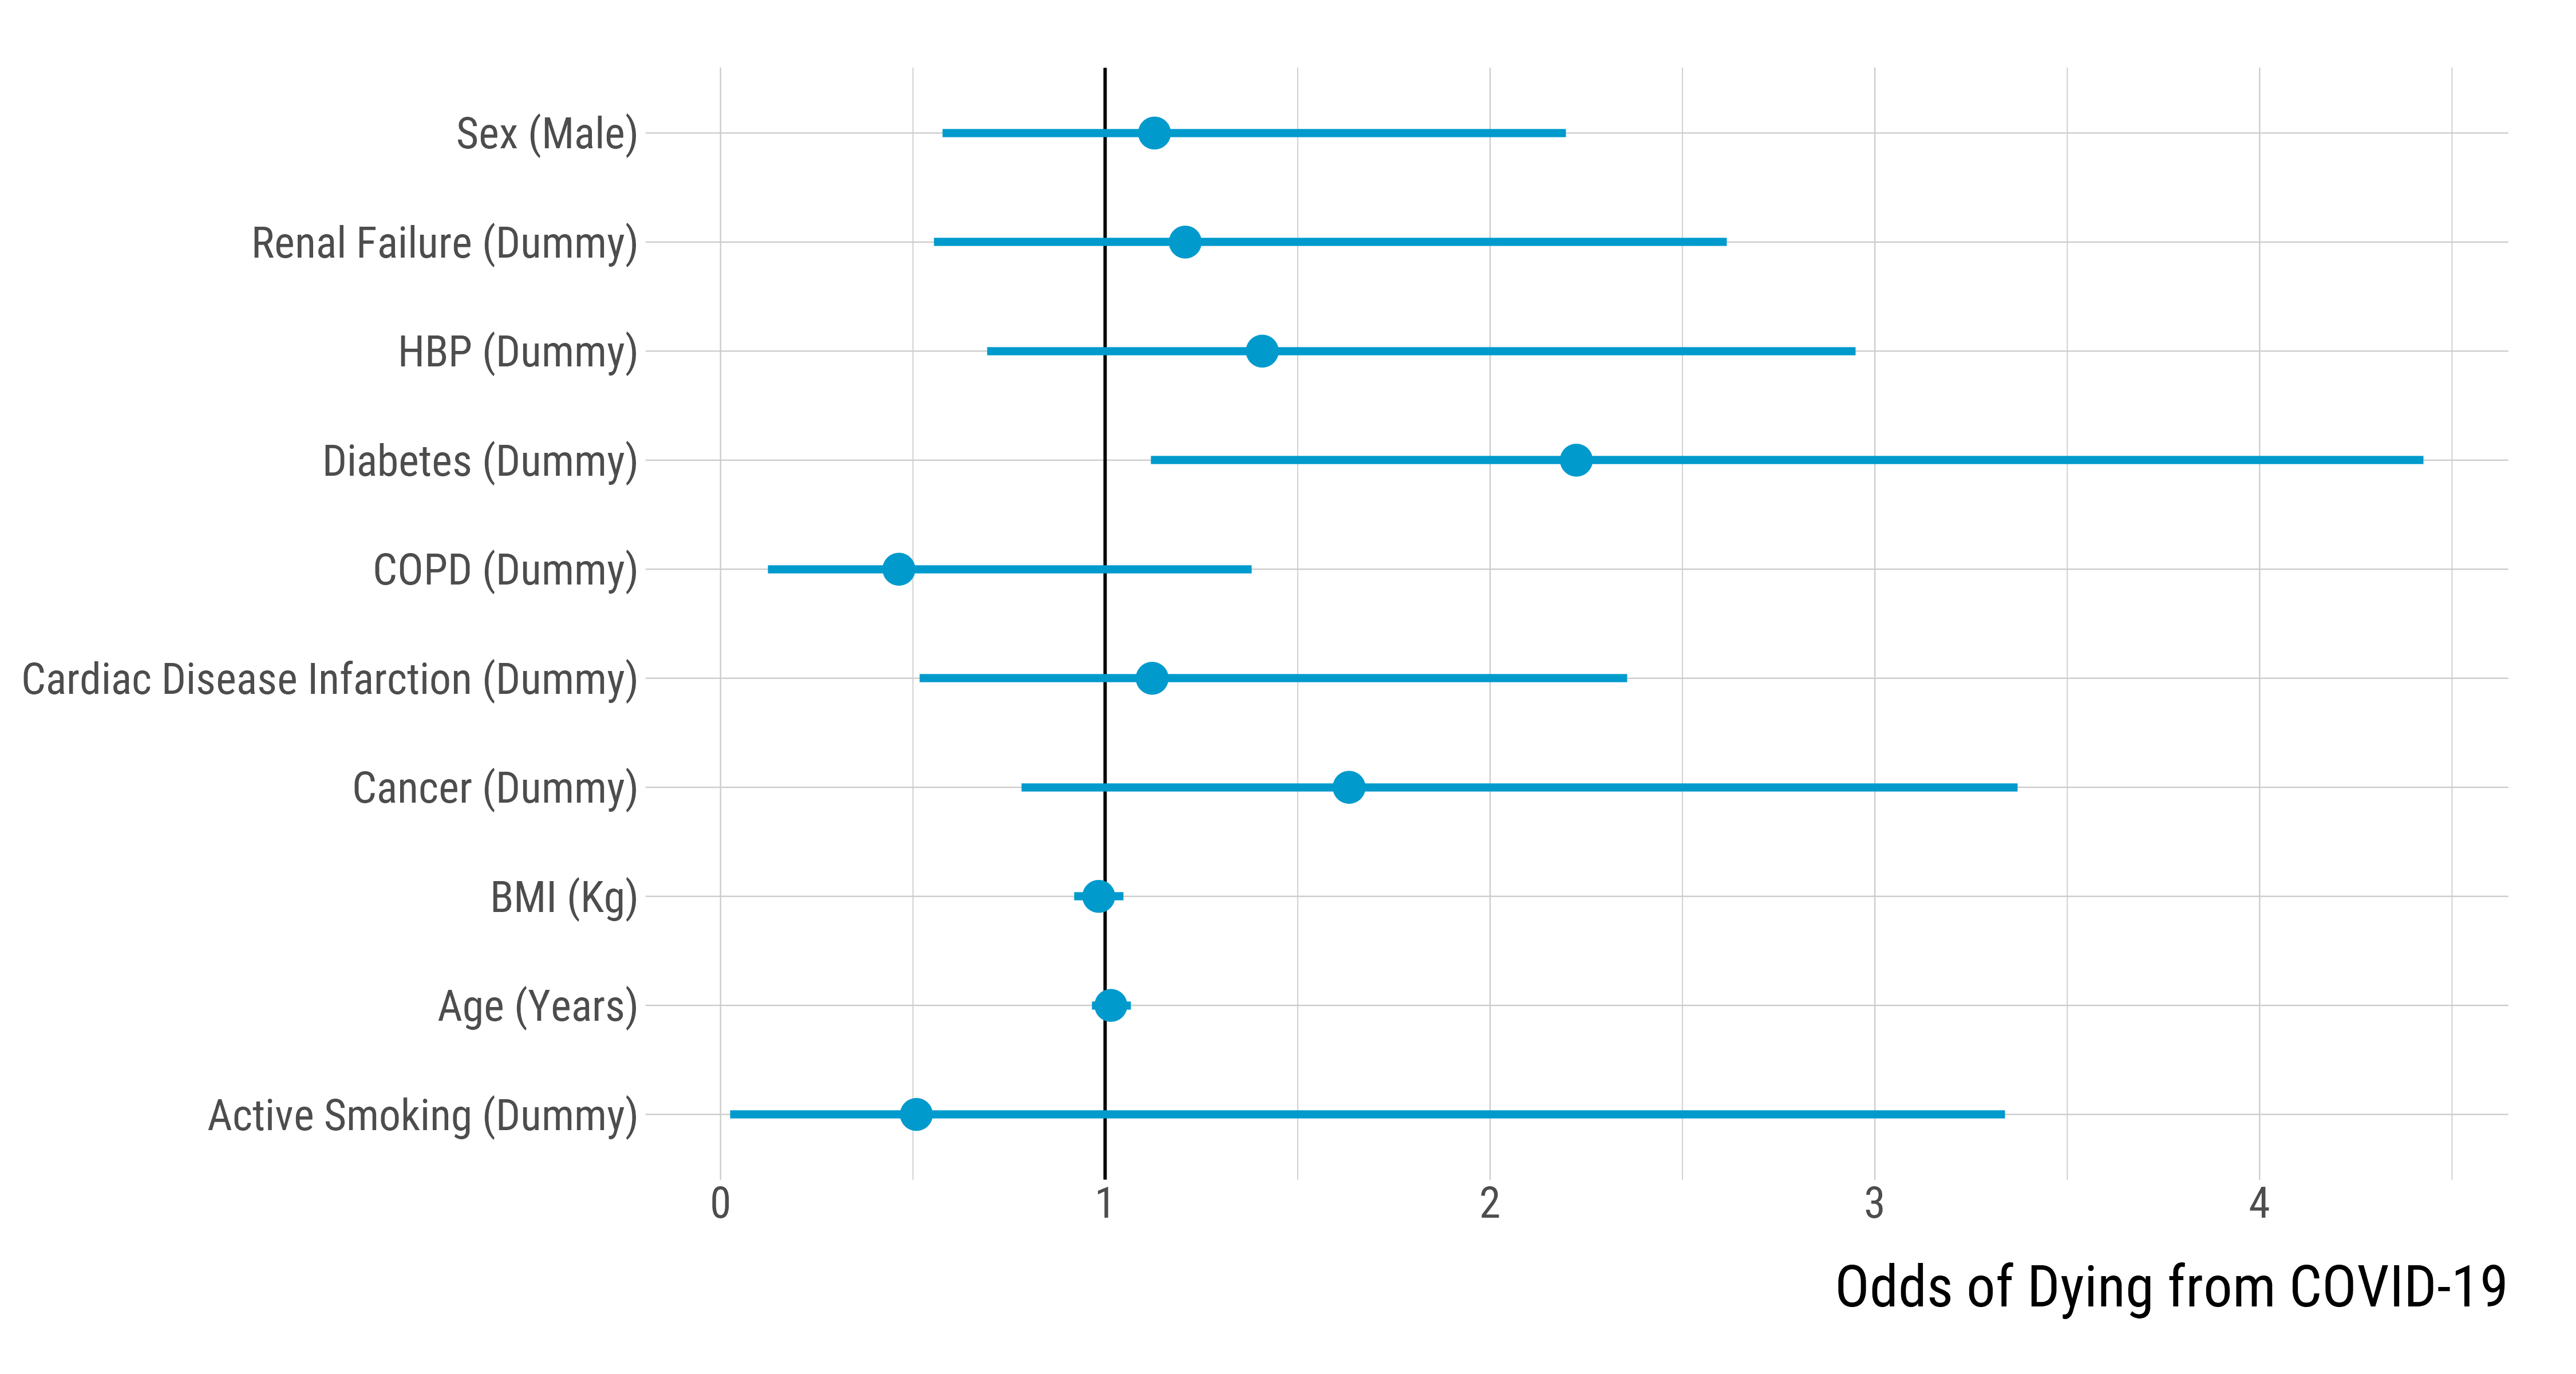 Sex (Male)
Renal Failure (Dummy)
HBP (Dummy)
Diabetes (Dummy)
COPD (Dummy)
Cardiac Disease Infarction (Dummy)
Cancer (Dummy)
BMI (Kg)
Age (Years)
Active Smoking (Dummy)
0 1 2 3 4
Odds of Dying from COVID-19